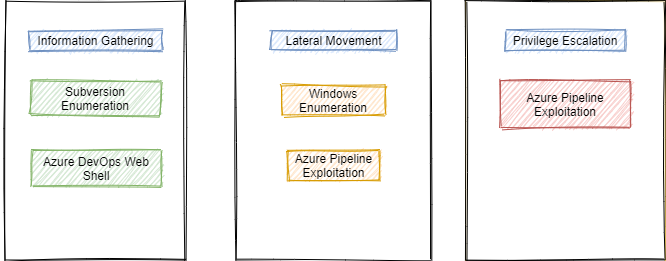 Information Gathering
Subversion
Enumeration
Azure DevOps Web
Shell
Lateral Movement
Windows
Enumeration
Azure Pipeline
Exploitation
Privilege Escalation
Azure Pipeline
Exploitation